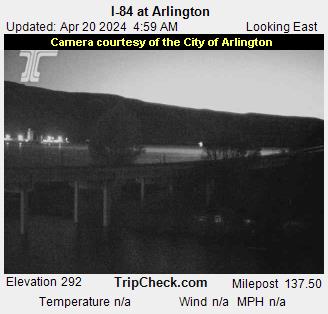 I-84 at Arlington
Updated: Apr 20 2024 4:59 AM Looking East
Camera courtesy of the City of Arlington
Elevation 292 TripCheck.com Milepost 137.50
Temperature n/a Wind n/a MPH n/a